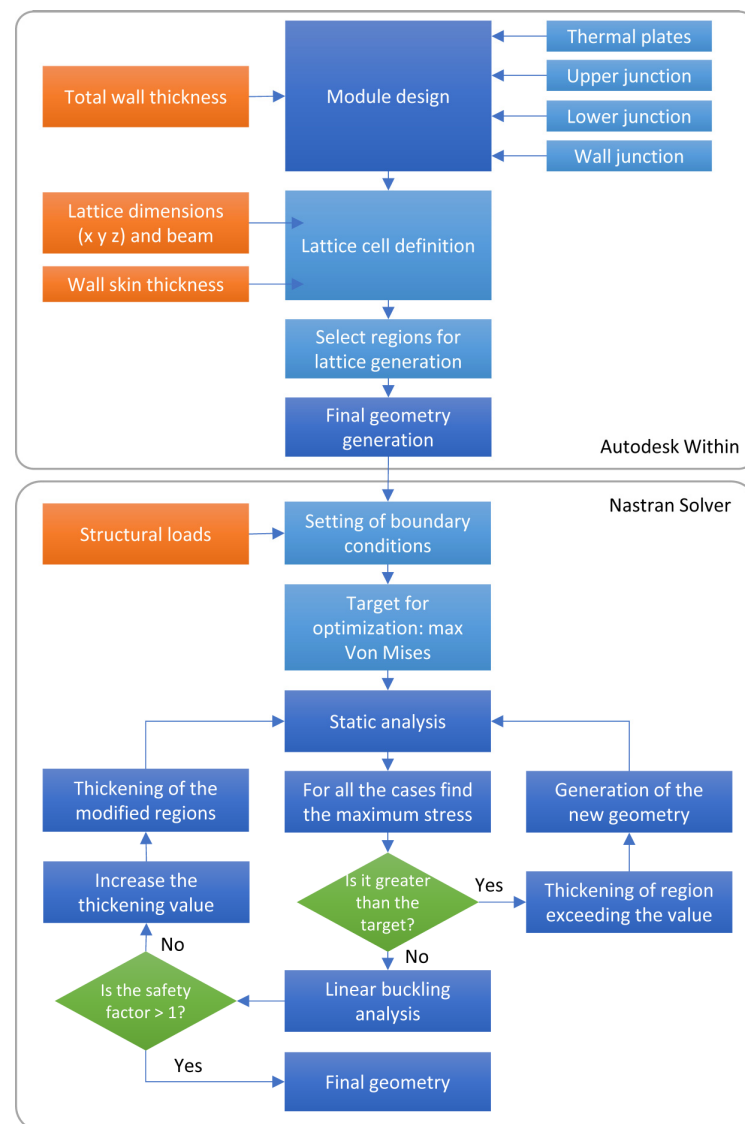 Thermal plates
Upper junction
Total wall thickness
Module design
Lower junction
Wall junction
Lattice dimensions
(x y z) and beam
Lattice cell definition
Wall skin thickness
Select regions for
lattice generation
Final geometry
generation
Autodesk Within
Nastran Solver
Structural loads
Setting of boundary
conditions
Target for
optimization: max
Von Mises
Static analysis
Thickening of the
modified regions
For all the cases find
the maximum stress
Generation of the
new geometry
Increase the
thickening value
Is it greater
than the
target?
Yes
Thickening of region
exceeding the value
No
No
Is the safety
factor > 1?
Linear buckling
analysis
Yes
Final geometry